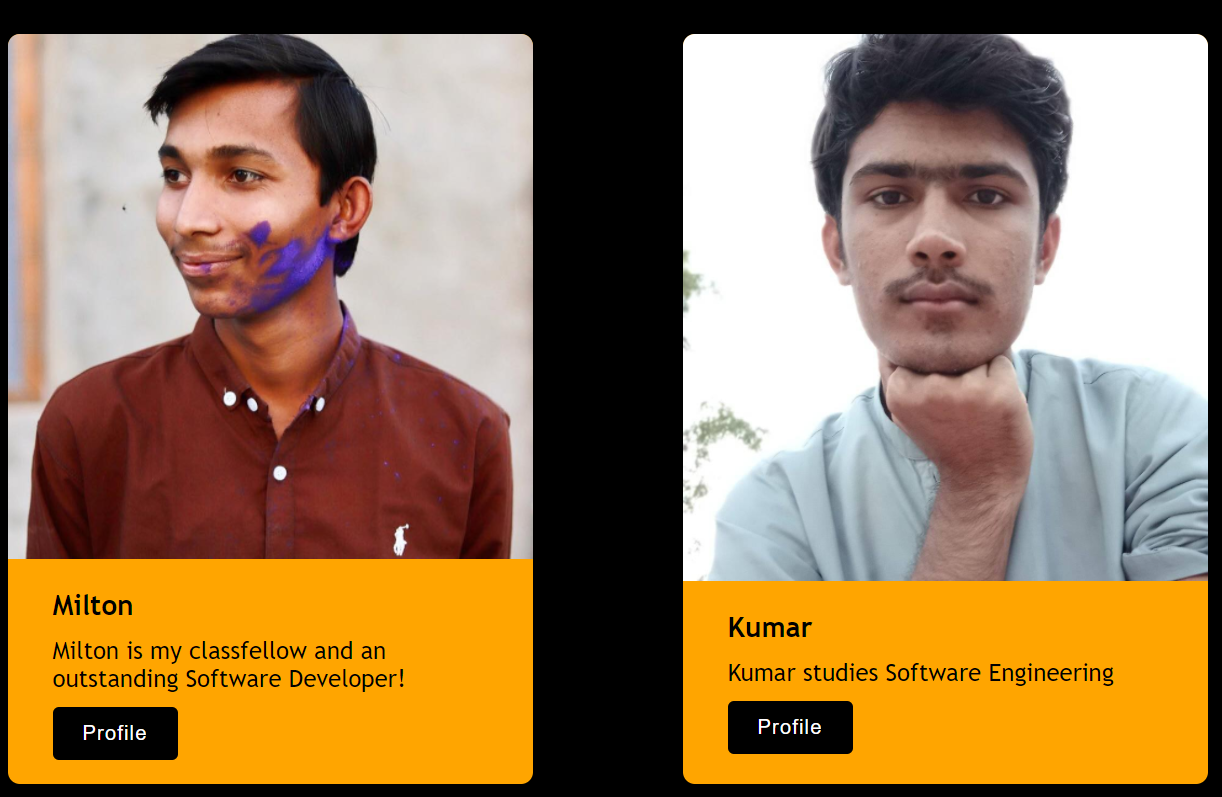 Milton
Milton is my classfellow and an
outstanding Software Developer!
Profile
Kumar
Kumar studies Software Engineering
Profile